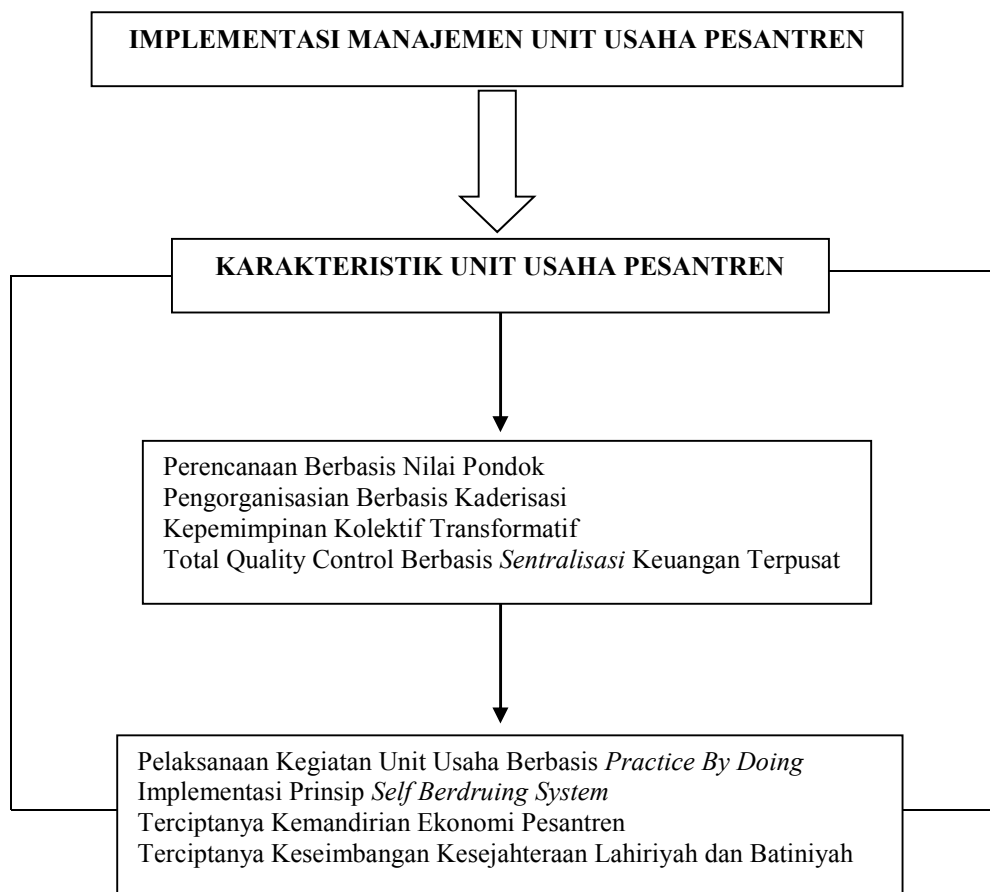 IMPLEMENTASI MANAJEMEN UNIT USAHA PESANTREN
KARAKTERISTIK UNIT USAHA PESANTREN
Perencanaan Berbasis Nilai Pondok
Pengorganisasian Berbasis Kaderisasi
Kepemimpinan Kolektif Transformatif
Total Quality Control Berbasis Sentralisasi Keuangan Terpusat
Pelaksanaan Kegiatan Unit Usaha Berbasis Practice By Doing
Implementasi Prinsip Self Berdruing System
Terciptanya Kemandirian Ekonomi Pesantren
Terciptanya Keseimbangan Kesejahteraan Lahiriyah dan Batiniyah